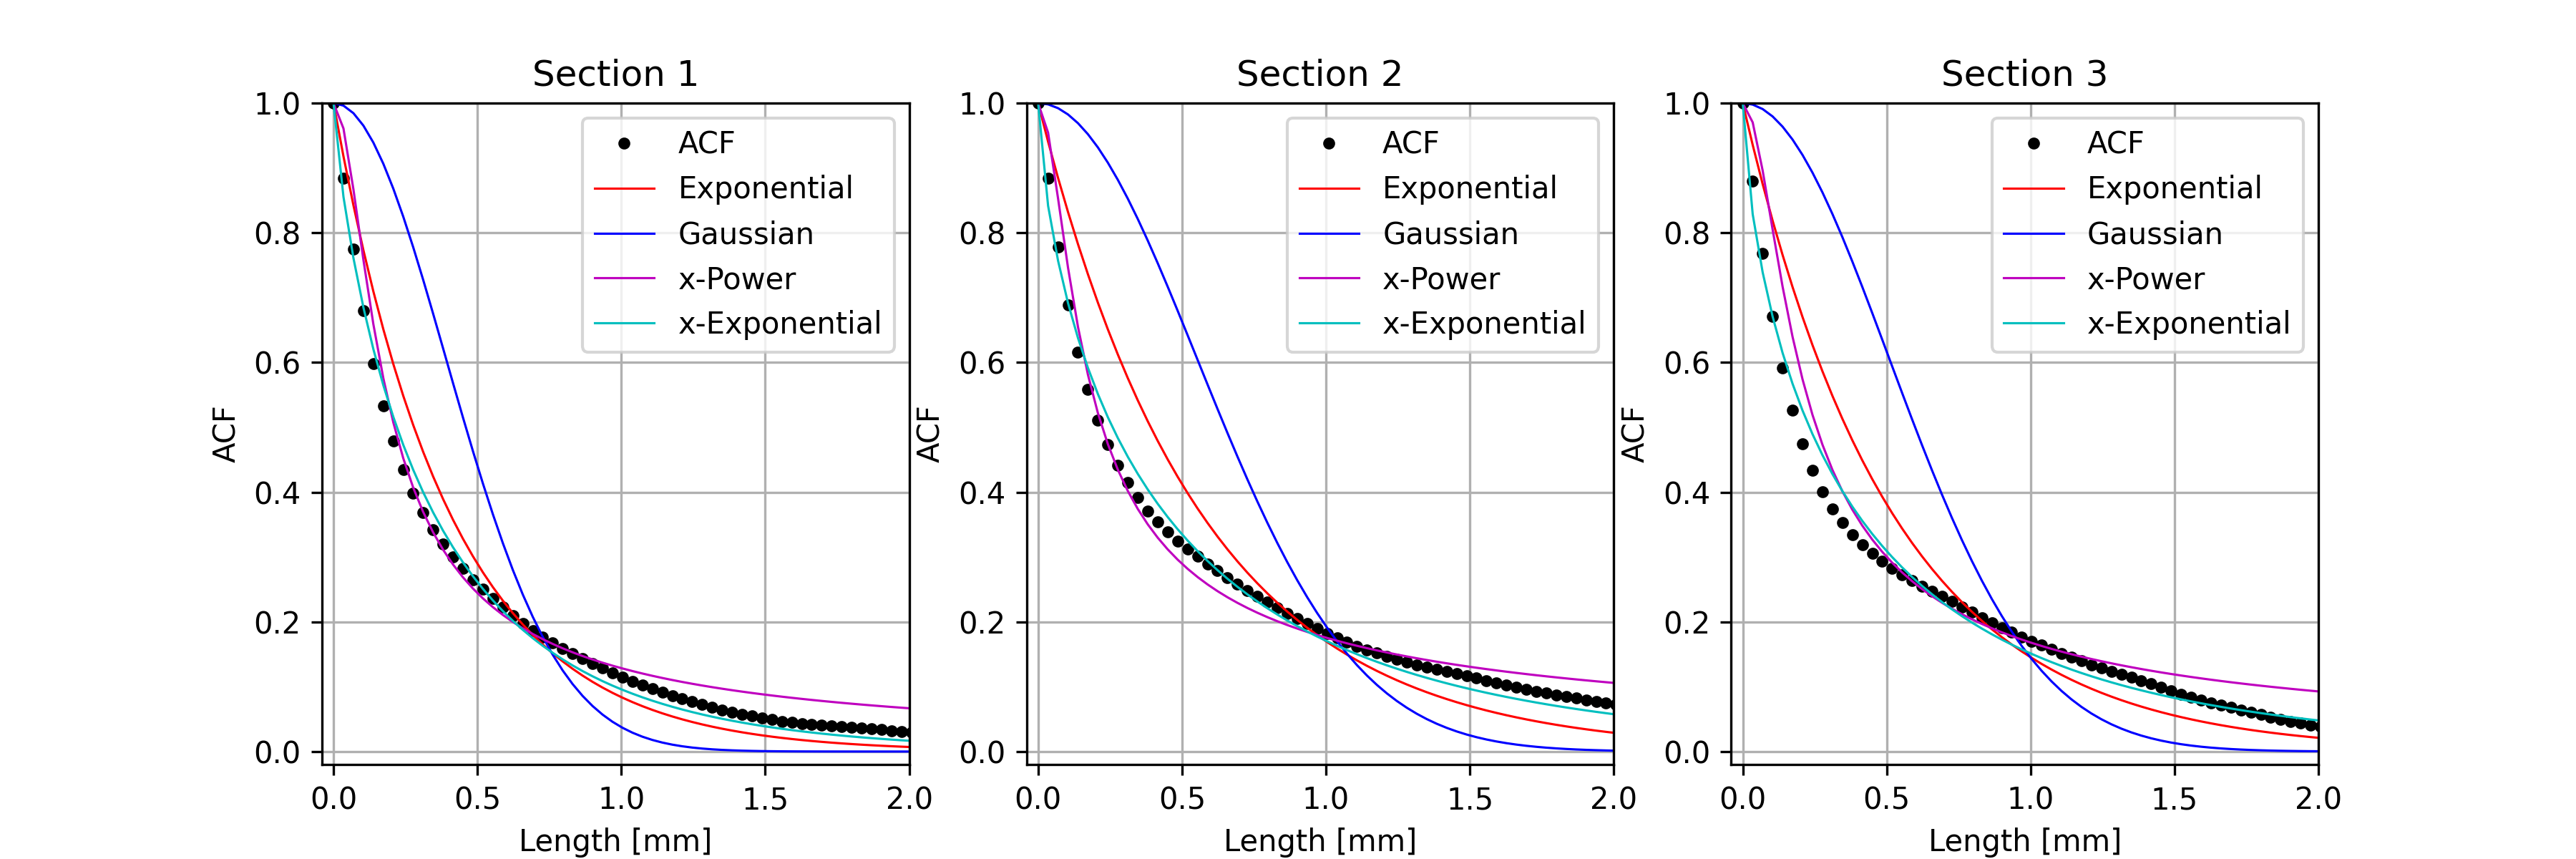 Section 1
1.0
0.8
0.6
0.4
0.2
0.0
ACF
0.0 0.5 1.0 1.5 2.0
Length [mm]
ACF
Exponential
Gaussian
x-Power
x-Exponential
Section 2
1.0
0.8
0.6
0.4
0.2
0.0
ACF
0.0 0.5 1.0 1.5 2.0
Length [mm]
ACF
Exponential
Gaussian
x-Power
x-Exponential
Section 3
1.0
0.8
0.6
0.4
0.2
0.0
ACF
0.0 0.5 1.0 1.5 2.0
Length [mm]
ACF
Exponential
Gaussian
x-Power
x-Exponential